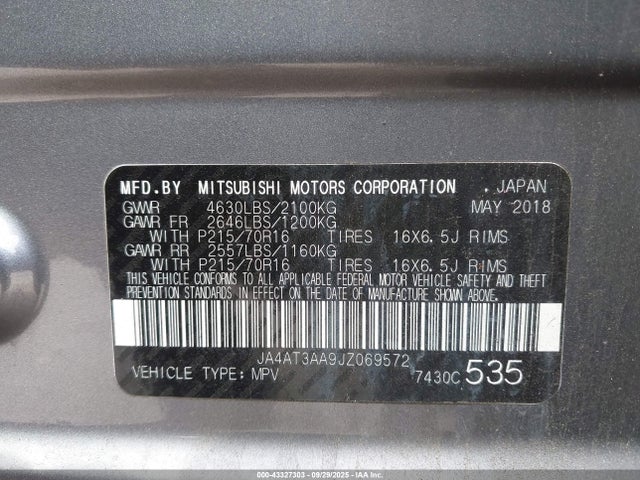 MFD.BY MITSUBISHI MOTORS CORPORATION . JAPAN
GVWR 4630LBS/2100KG MAY 2018
GAWR FR 2646LBS/1200KG
WITH P215/70R16 TIRES 16X6.5J RIMS
GAWR RR 2557LBS/1160KG
WITH P215/70R16 TIRES 16X6.5J RIMS
THIS VEHICLE CONFORMS TO ALL APPLICABLE FEDERAL MOTOR VEHICLE SAFETY AND THEFT
PREVENTION STANDARDS IN EFFECT ON THE DATE OF MANUFACTURE SHOWN ABOVE.
JA4AT3AA9JZ069572
VEHICLE TYPE: MPV 7430C 535
000-43327303 - 09/29/2025 - Copyright © IAA, Inc.